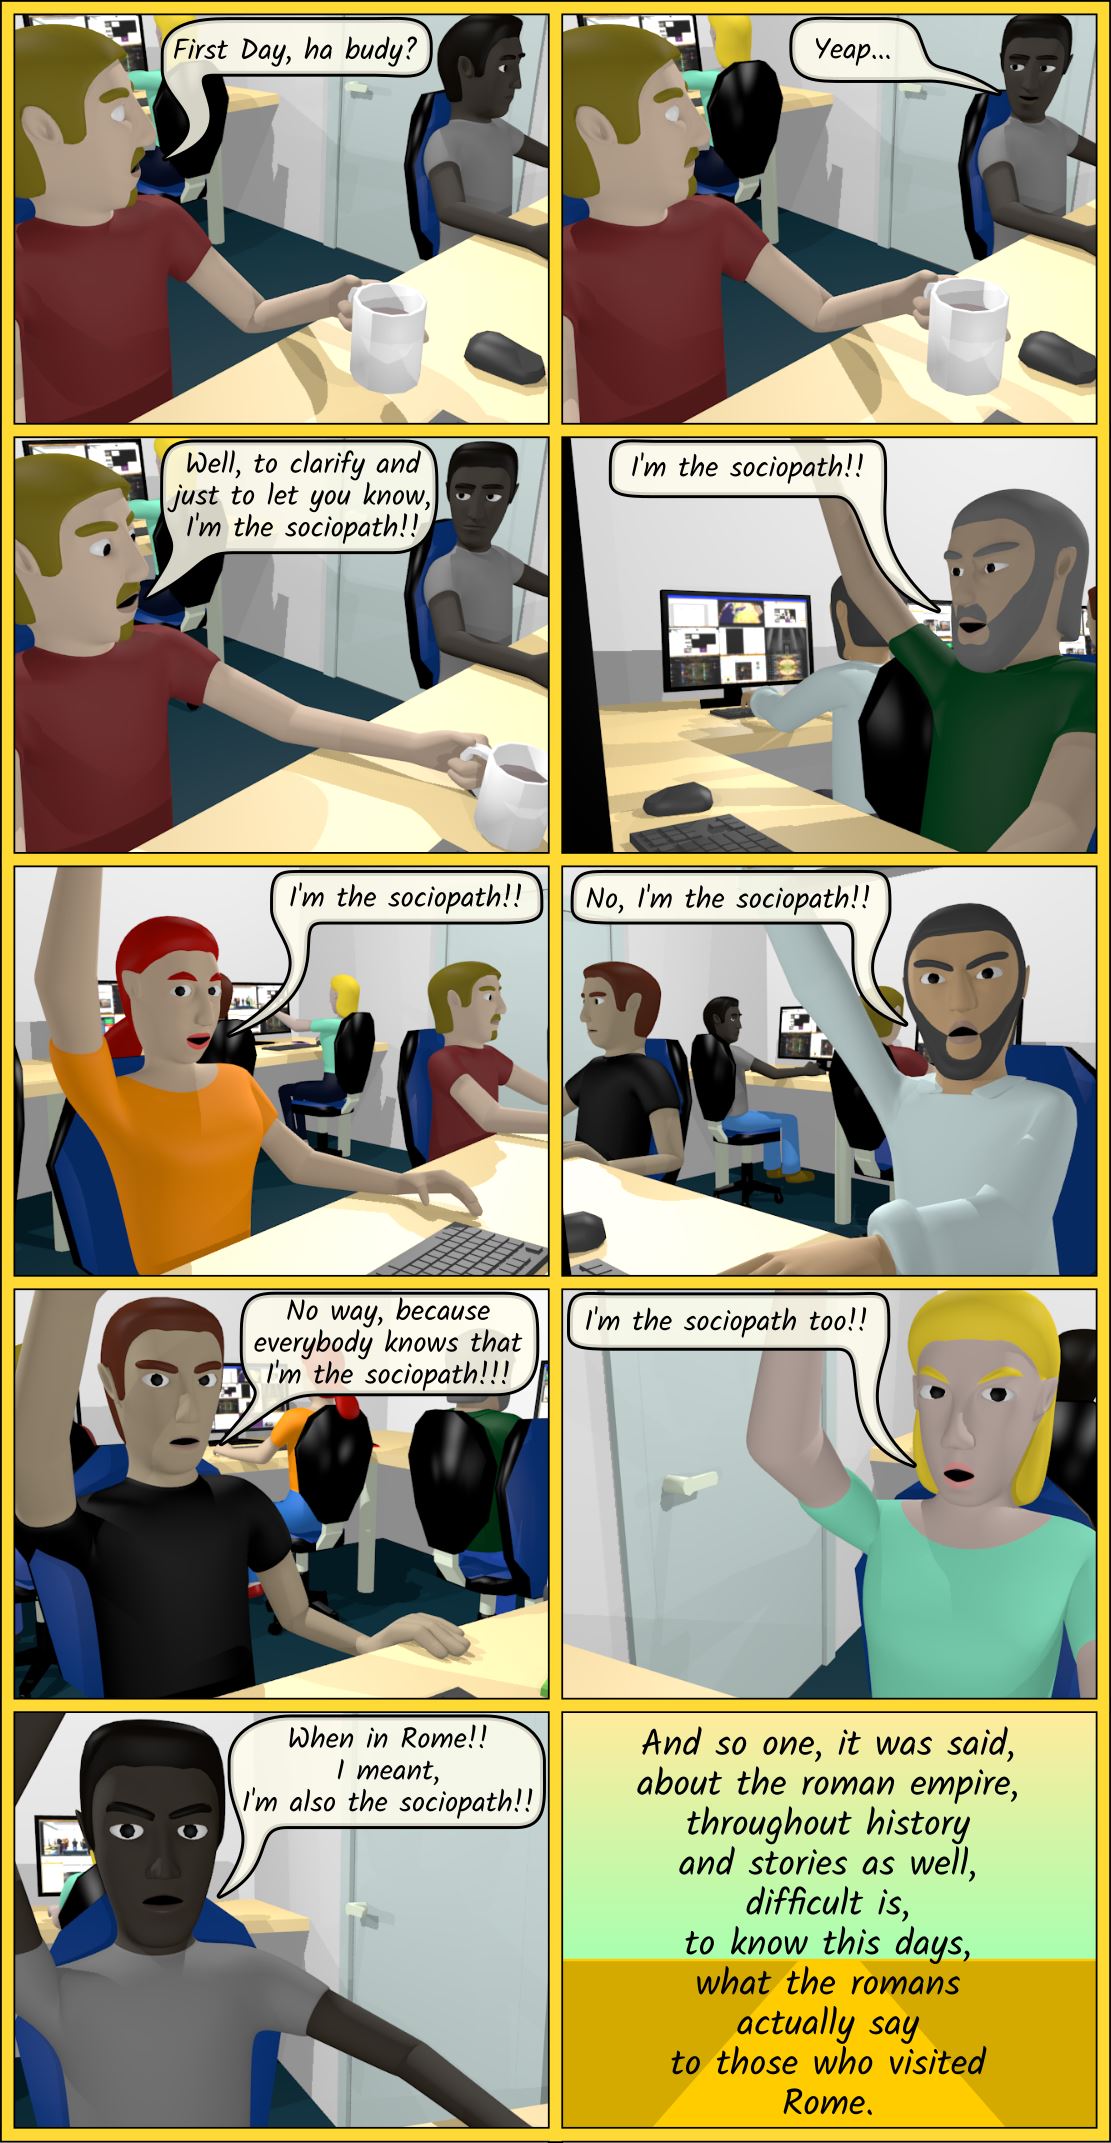 First Day, ha budy?
Yeap...
Well, to clarify and
just to let you know,
I'm the sociopath!!
I'm the sociopath!!
I'm the sociopath!!
No, I'm the sociopath!!
No way, because
everybody knows that
I'm the sociopath!!!
I'm the sociopath too!!
When in Rome!!
I meant,
I'm also the sociopath!!
And so one, it was said,
about the roman empire,
throughout history
and stories as well,
difficult is,
to know this days,
what the romans
actually say
to those who visited
Rome.